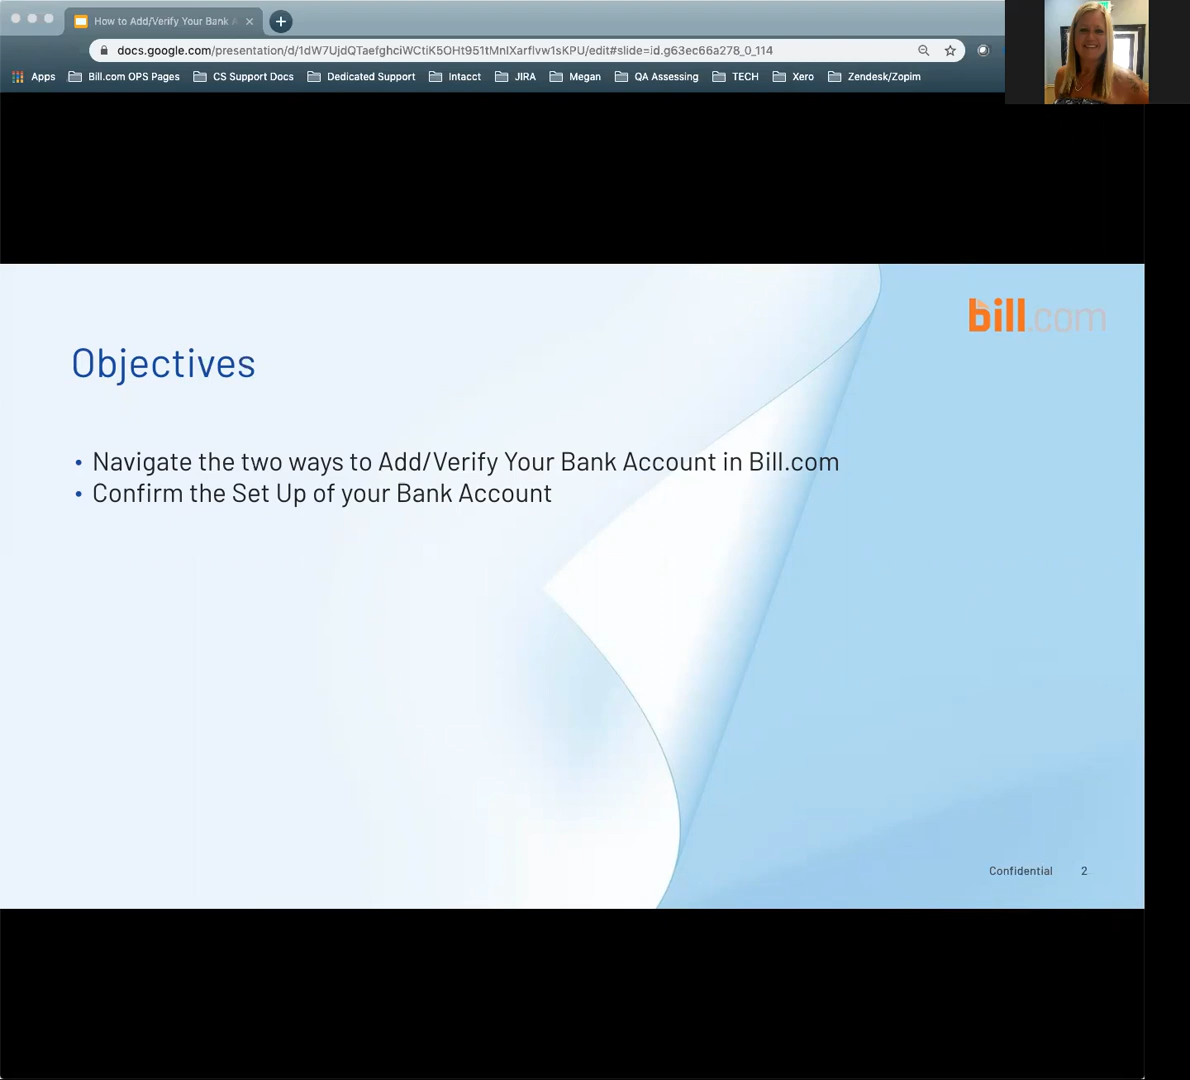 How to Add/Verify Your Bank A
docs.google.com/presentation/d/1dW7UjdQTaefghciWCtiK5OHt951tMnIXarflvw1sKPU/edit#slide=id.g63ec66a278_0_114
Apps Bill.com OPS Pages CS Support Docs Dedicated Support Intacct JIRA Megan QA Assessing TECH Xero Zendesk/Zopim
bill.com
Objectives
• Navigate the two ways to Add/Verify Your Bank Account in Bill.com
• Confirm the Set Up of your Bank Account
Confidential 2